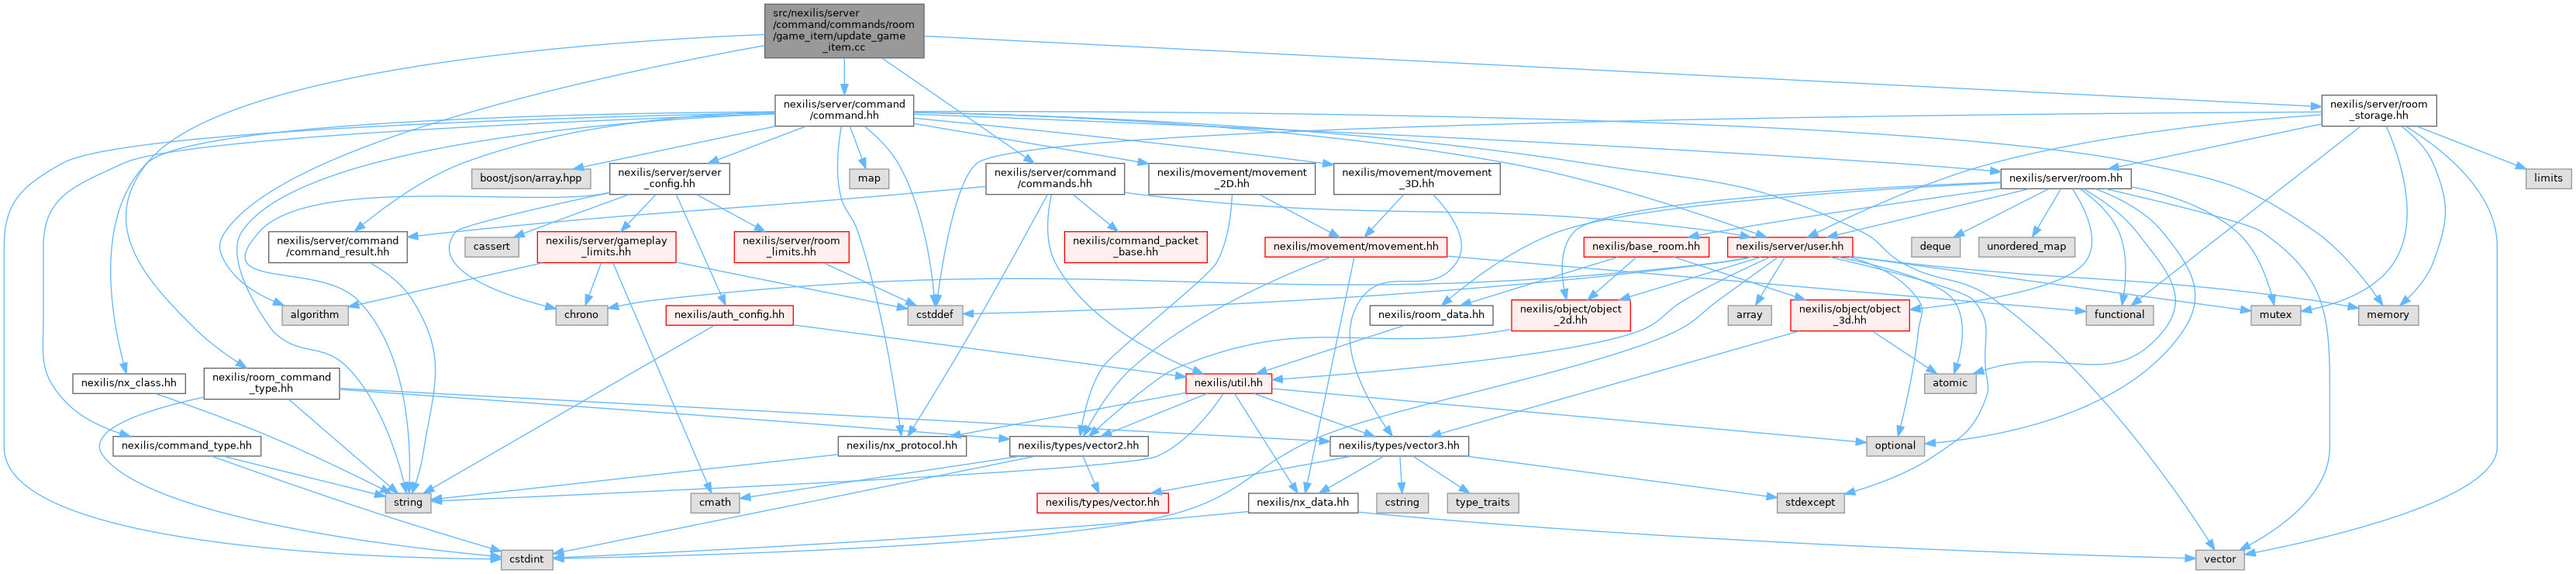 src/nexilis/server
/command/commands/room
/game_item/update_game
_item.cc
nexilis/server/command
/command.hh
nexilis/server/room
_storage.hh
boost/json/array.hpp
nexilis/server/server
_config.hh
map
nexilis/server/command
/commands.hh
nexilis/movement/movement
_2D.hh
nexilis/movement/movement
_3D.hh
nexilis/server/room.hh
limits
nexilis/server/command
/command_result.hh
cassert
nexilis/server/gameplay
_limits.hh
nexilis/server/room
_limits.hh
nexilis/command_packet
_base.hh
nexilis/movement/movement.hh
nexilis/base_room.hh
nexilis/server/user.hh
deque
unordered_map
algorithm
chrono
nexilis/auth_config.hh
cstddef
nexilis/room_data.hh
nexilis/object/object
_2d.hh
array
nexilis/object/object
_3d.hh
functional
mutex
memory
nexilis/nx_class.hh
nexilis/room_command
_type.hh
nexilis/util.hh
atomic
nexilis/command_type.hh
nexilis/nx_protocol.hh
nexilis/types/vector2.hh
nexilis/types/vector3.hh
optional
string
cmath
nexilis/types/vector.hh
nexilis/nx_data.hh
cstring
type_traits
stdexcept
cstdint
vector